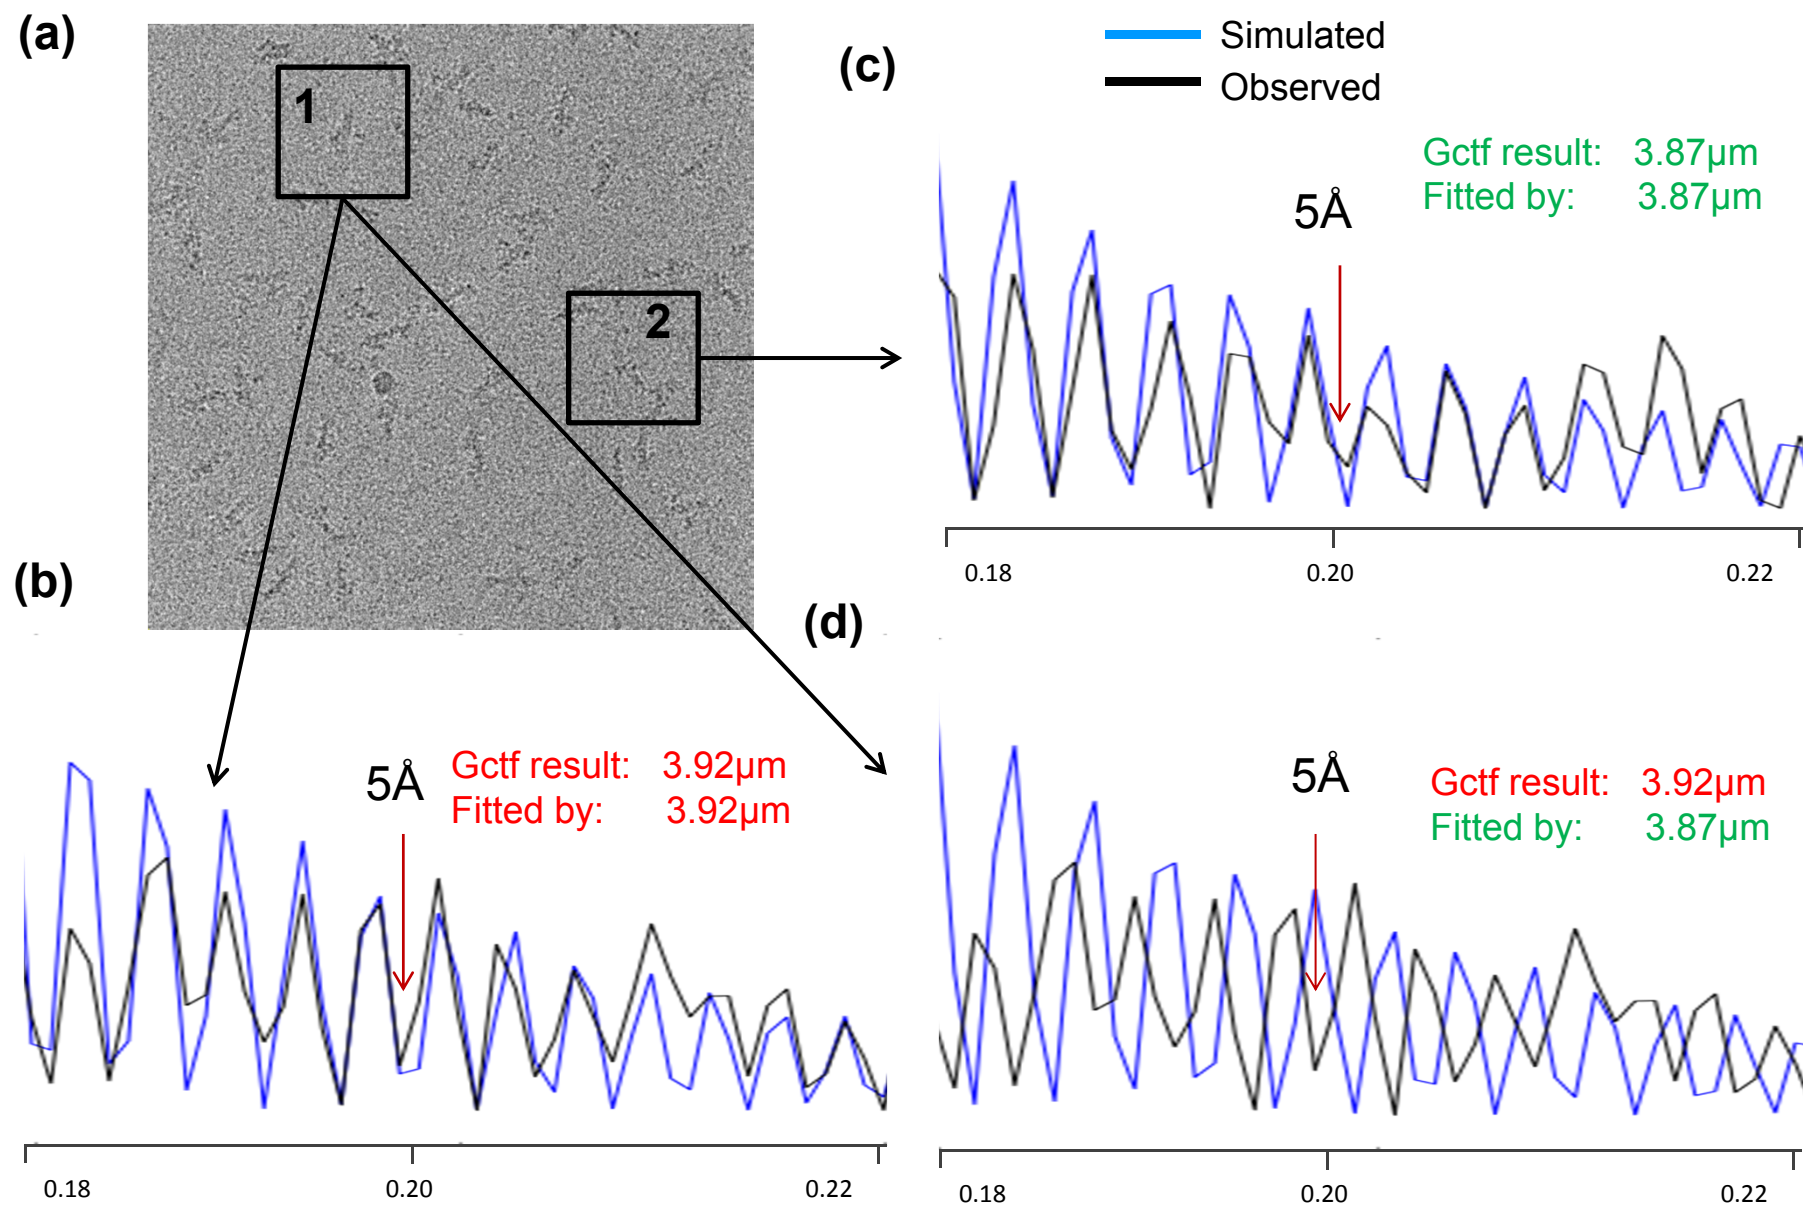 (a)
1
2
(c)
Simulated
Observed
Gctf result: 3.87µm
Fitted by: 3.87µm
5Å
0.18 0.20 0.22
(b)
5Å
Gctf result: 3.92µm
Fitted by: 3.92µm
0.18 0.20 0.22
(d)
5Å
Gctf result: 3.92µm
Fitted by: 3.87µm
0.18 0.20 0.22